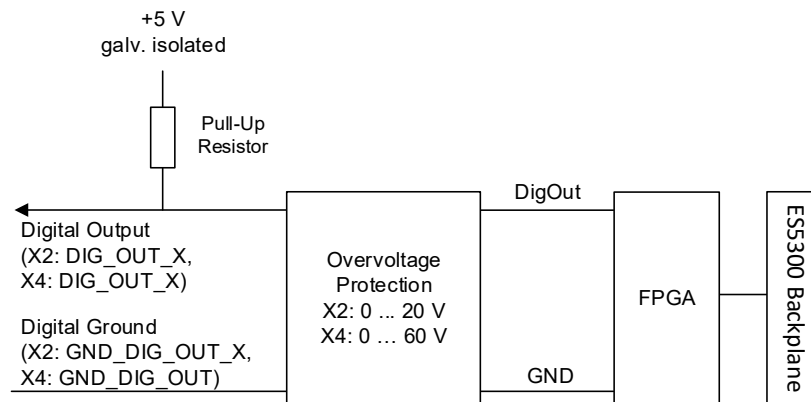 +5 V
galv. isolated
Pull-Up
Resistor
Digital Output
(X2: DIG_OUT_X,
X4: DIG_OUT_X)
Digital Ground
(X2: GND_DIG_OUT_X,
X4: GND_DIG_OUT)
Overvoltage
Protection
X2: 0 ... 20 V
X4: 0 … 60 V
DigOut
GND
FPGA
ES5300 Backplane